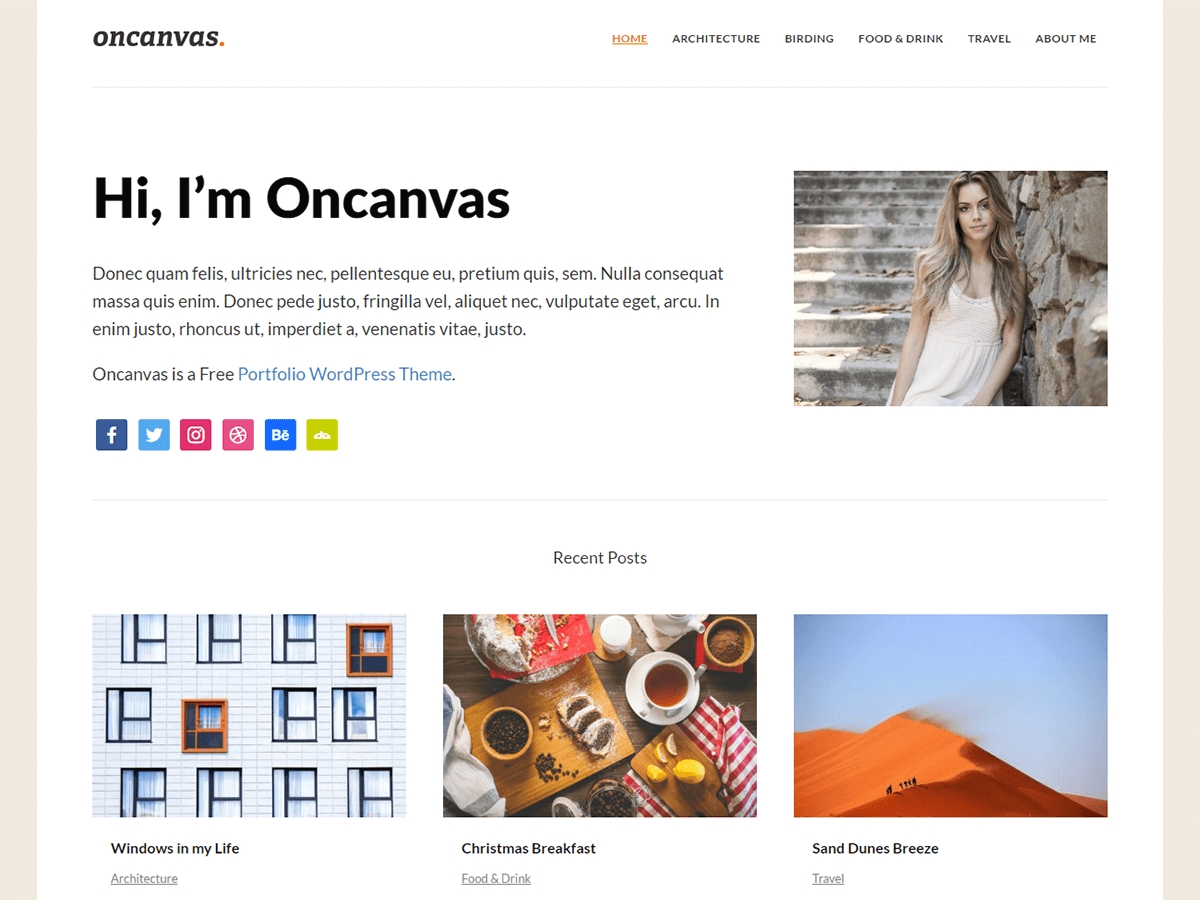 oncanvas.
HOME ARCHITECTURE BIRDING FOOD & DRINK TRAVEL ABOUT ME
Hi, I’m Oncanvas
Donec quam felis, ultricies nec, pellentesque eu, pretium quis, sem. Nulla consequat
massa quis enim. Donec pede justo, fringilla vel, aliquet nec, vulputate eget, arcu. In
enim justo, rhoncus ut, imperdiet a, venenatis vitae, justo.
Oncanvas is a Free Portfolio WordPress Theme.
Bē
Recent Posts
Windows in my Life
Architecture
Christmas Breakfast
Food & Drink
Sand Dunes Breeze
Travel